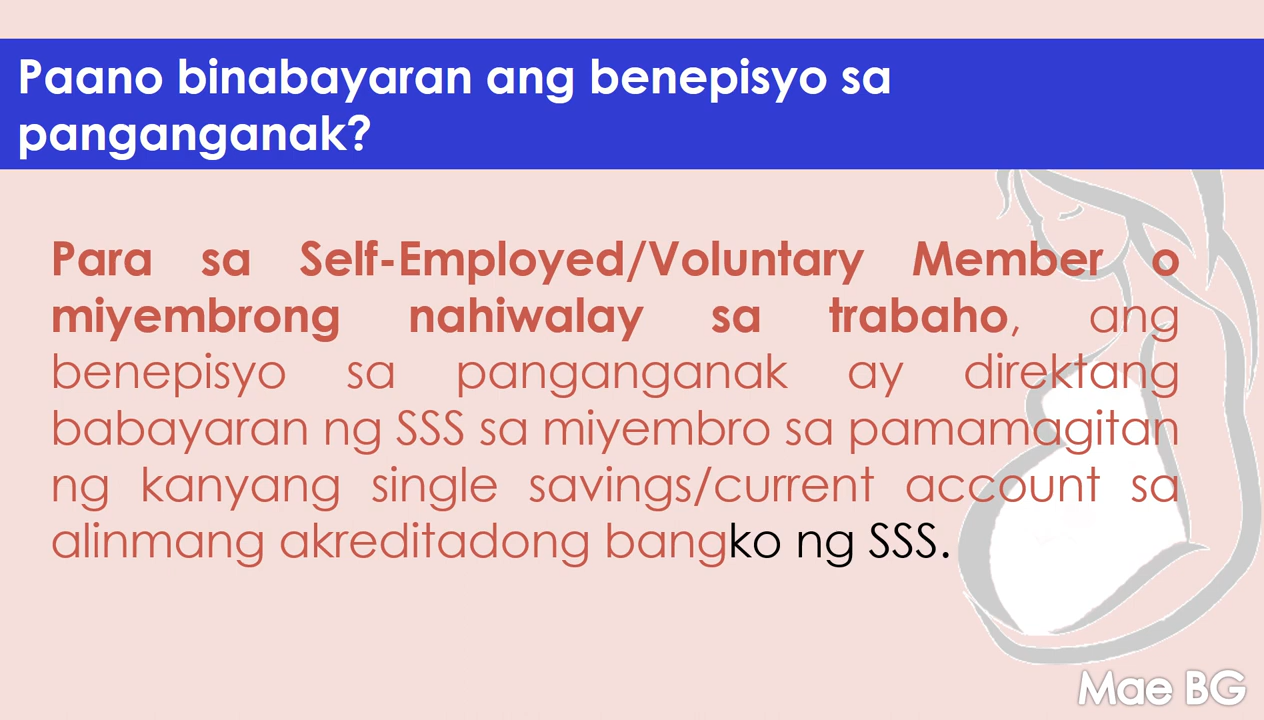 Paano binabayaran ang benepisyo sa
panganganak?
Para sa Self-Employed/Voluntary Member o
miyembrong nahiwalay sa trabaho, ang
benepisyo sa panganganak ay direktang
babayaran ng SSS sa miyembro sa pamamagitan
ng kanyang single savings/current account sa
alinmang akreditadong bangko ng SSS.
Mae BG